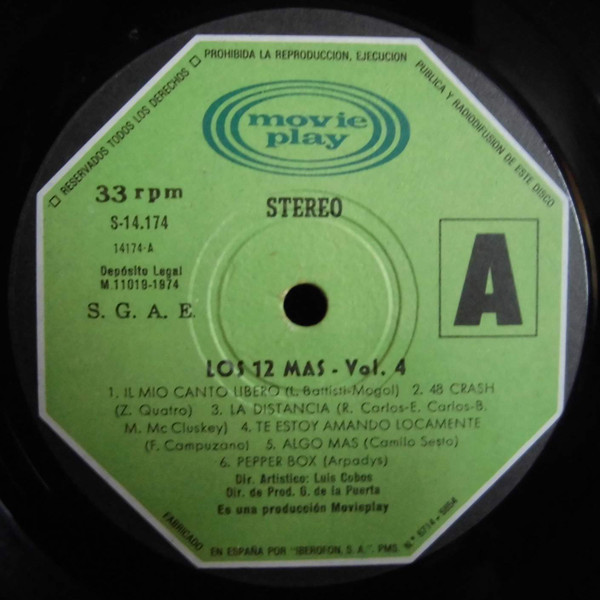 □ RESERVADOS TODOS LOS DERECHOS □ PROHIBIDA LA REPRODUCCION, EJECUCION PUBLICA Y RADIODIFUSION DE ESTE DISCO
movie
play
33 rpm
STEREO
S-14.174
14174-A
Depósito Legal
M.11019-1974
S. G. A. E.
A
LOS 12 MAS - Vol. 4
1. IL MIO CANTO LIBERO (L. Battisti-Mogol) 2. 48 CRASH
(Z. Quatro) 3. LA DISTANCIA (R. Carlos-E. Carlos-B.
M. Mc Cluskey) 4. TE ESTOY AMANDO LOCAMENTE
(F. Campuzano) 5. ALGO MAS (Camilo Sesto)
6. PEPPER BOX (Arpadys)
Dir. Artístico: Luis Cobos
Dir. de Prod. G. de la Puerta
Es una producción Movieplay
FABRICADO EN ESPAÑA POR "IBEROFON, S. A.". PMS.